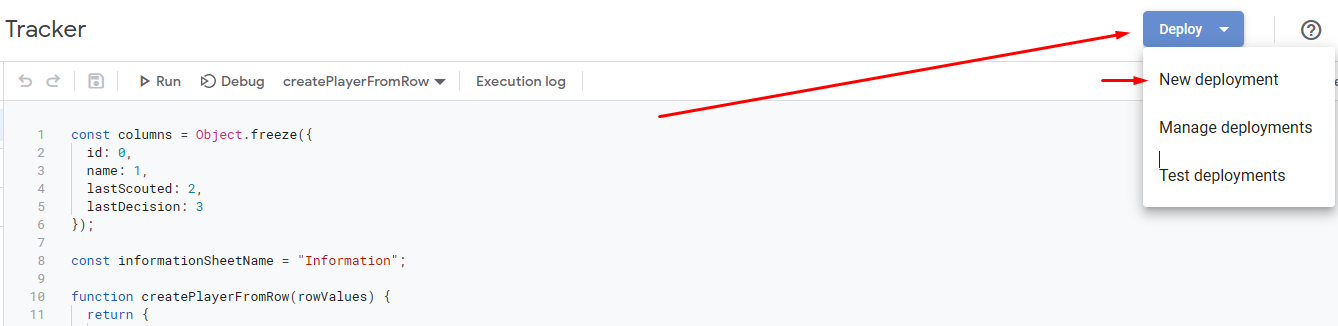 Tracker
Deploy
Run Debug createPlayerFromRow Execution log
New deployment
Manage deployments
Test deployments
1 const columns = Object.freeze({
2 id: 0,
3 name: 1,
4 lastScouted: 2,
5 lastDecision: 3
6 });
7
8 const informationSheetName = "Information";
9
10 function createPlayerFromRow(rowValues) {
11 return {